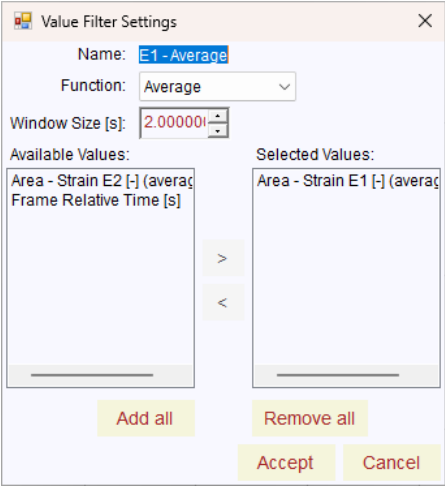 Value Filter Settings
Name: E1 - Average
Function: Average
Window Size [s]: 2.00000
Available Values: Selected Values:
Area - Strain E2 [-] (averag Area - Strain E1 [-] (averag
Frame Relative Time [s]
>
<
Add all Remove all
Accept Cancel